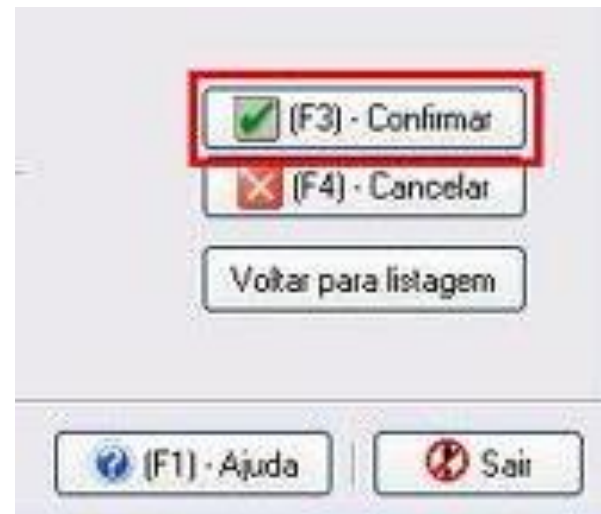 (F3) - Confirmar
(F4) - Cancelar
Voltar para listagem
(F1) - Ajuda
Sair